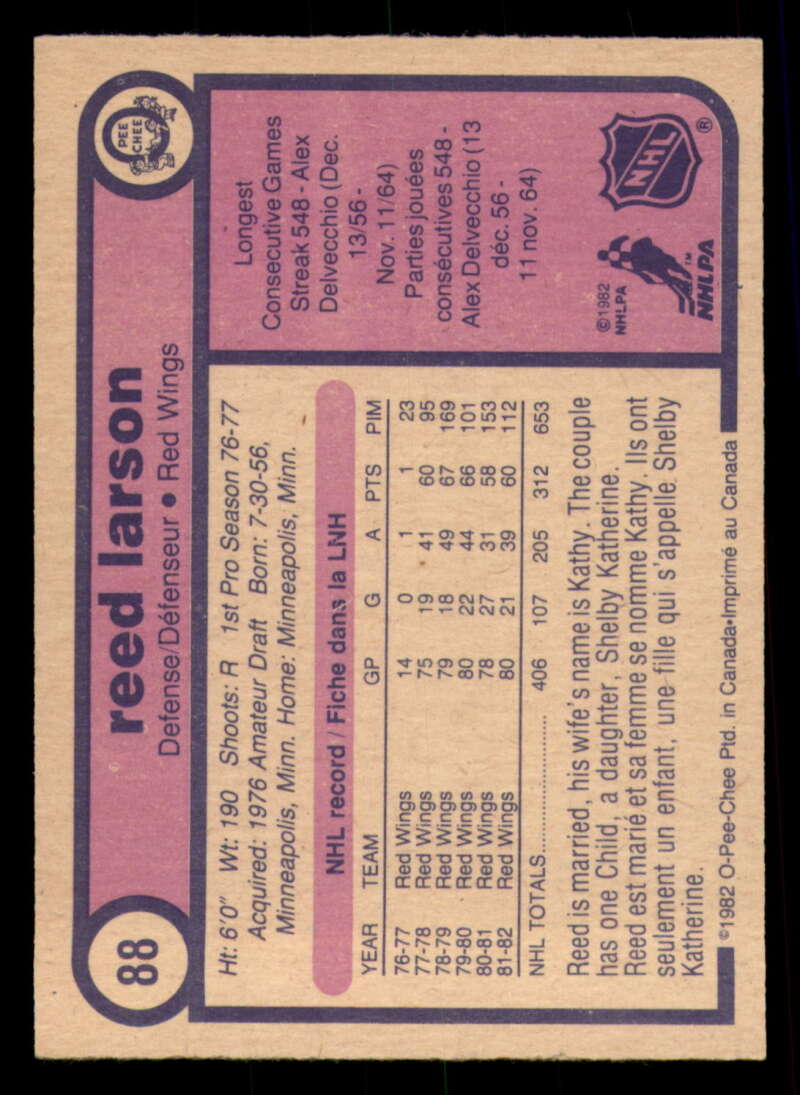 88
reed larson
Defense/Défenseur • Red Wings
O
PEE
CHEE
Ht: 6'0" Wt: 190 Shoots: R 1st Pro Season 76-77
Acquired: 1976 Amateur Draft Born: 7-30-56,
Minneapolis, Minn. Home: Minneapolis, Minn.
NHL record / Fiche dans la LNH
YEAR TEAM GP G A PTS PIM
76-77 Red Wings 14 0 1 1 23
77-78 Red Wings 75 19 41 60 95
78-79 Red Wings 79 18 49 67 169
79-80 Red Wings 80 22 44 66 101
80-81 Red Wings 78 27 31 58 153
81-82 Red Wings 80 21 39 60 112
NHL TOTALS.................... 406 107 205 312 653
Reed is married, his wife's name is Kathy. The couple
has one Child, a daughter, Shelby Katherine.
Reed est marié et sa femme se nomme Kathy. Ils ont
seulement un enfant, une fille qui s'appelle Shelby
Katherine.
©1982 O-Pee-Chee Ptd. in Canada•Imprimé au Canada
Longest
Consecutive Games
Streak 548 - Alex
Delvecchio (Dec.
13/56 -
Nov. 11/64)
Parties jouées
consécutives 548 -
Alex Delvecchio (13
déc. 56 -
11 nov. 64)
©1982
NHLPA
NHLPA
TM
NHL
®